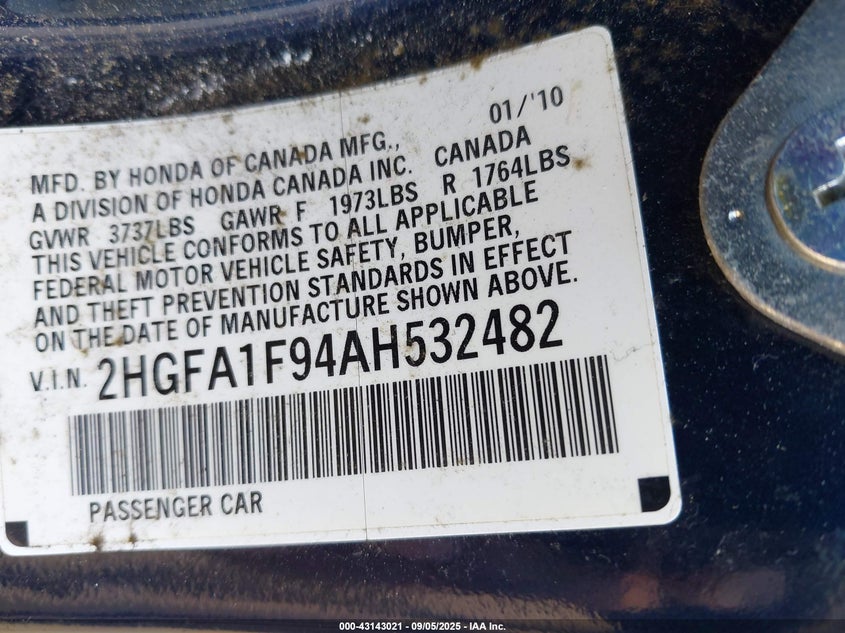 01/'10
MFD. BY HONDA OF CANADA MFG.,
A DIVISION OF HONDA CANADA INC. CANADA
GVWR 3737LBS GAWR F 1973LBS R 1764LBS
THIS VEHICLE CONFORMS TO ALL APPLICABLE
FEDERAL MOTOR VEHICLE SAFETY, BUMPER,
AND THEFT PREVENTION STANDARDS IN EFFECT
ON THE DATE OF MANUFACTURE SHOWN ABOVE.
V.I.N. 2HGFA1F94AH532482
PASSENGER CAR
000-43143021 - 09/05/2025 - IAA Inc.